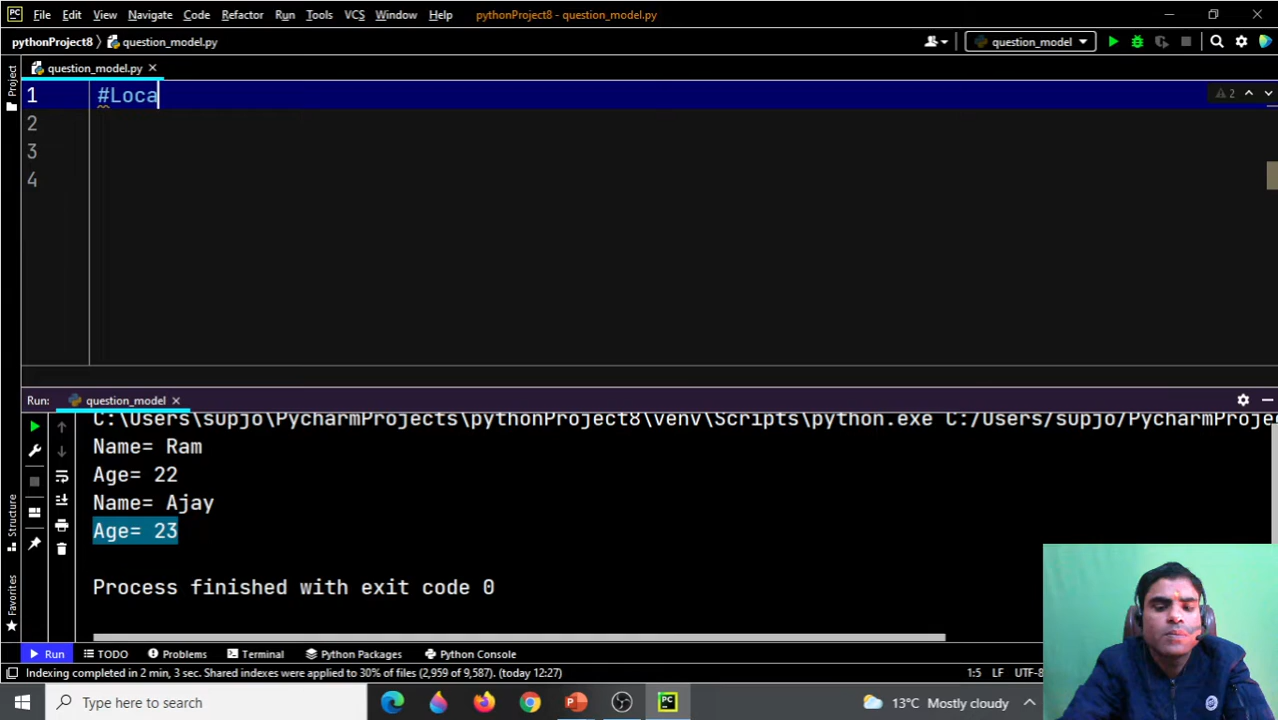 PC File Edit View Navigate Code Refactor Run Tools VCS Window Help pythonProject8 - question_model.py
pythonProject8 question_model.py question_model
Project
question_model.py
1 #Loca
2
2
3
4
Run: question_model
C:\Users\supjo\PycharmProjects\pythonProject8\venv\Scripts\python.exe C:/Users/supjo/PycharmProje
Name= Ram
Age= 22
Name= Ajay
Age= 23
Process finished with exit code 0
Structure
Favorites
Run TODO Problems Terminal Python Packages Python Console
Indexing completed in 2 min, 3 sec. Shared indexes were applied to 30% of files (2,959 of 9,587). (today 12:27) 1:5 LF UTF-8
Type here to search PC 13°C Mostly cloudy